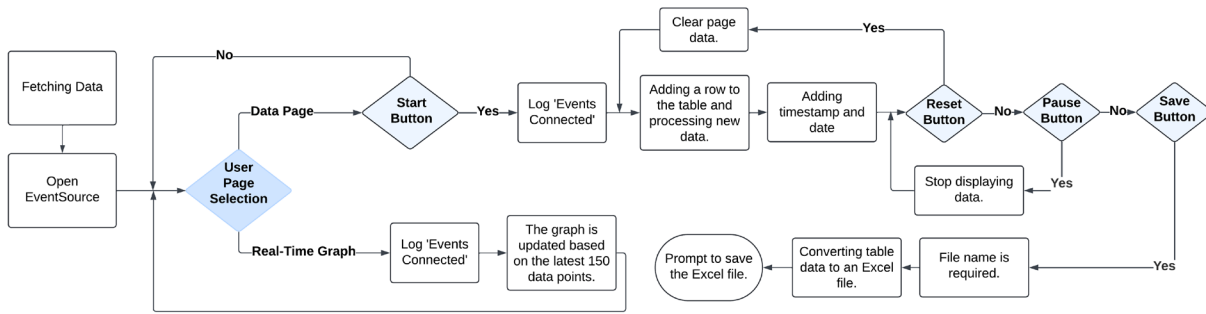 Fetching Data
Open
EventSource
User
Page
Selection
No
Data Page
Start
Button
Yes
Log 'Events
Connected'
Clear page
data.
Yes
Adding a row to
the table and
processing new
data.
Adding
timestamp and
date
Reset
Button
No
Pause
Button
No
Save
Button
Yes
Stop displaying
data.
Real-Time Graph
Log 'Events
Connected'
The graph is
updated based
on the latest 150
data points.
Yes
File name is
required.
Converting table
data to an Excel
file.
Prompt to save
the Excel file.